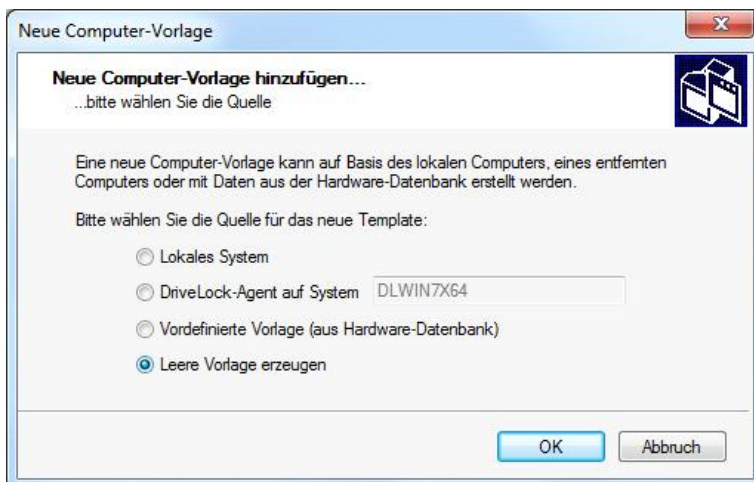 Neue Computer-Vorlage
Neue Computer-Vorlage hinzufügen...
...bitte wählen Sie die Quelle
Eine neue Computer-Vorlage kann auf Basis des lokalen Computers, eines entfernten
Computers oder mit Daten aus der Hardware-Datenbank erstellt werden.
Bitte wählen Sie die Quelle für das neue Template:
Lokales System
DriveLock-Agent auf System DLWIN7X64
Vordefinierte Vorlage (aus Hardware-Datenbank)
Leere Vorlage erzeugen
OK Abbruch